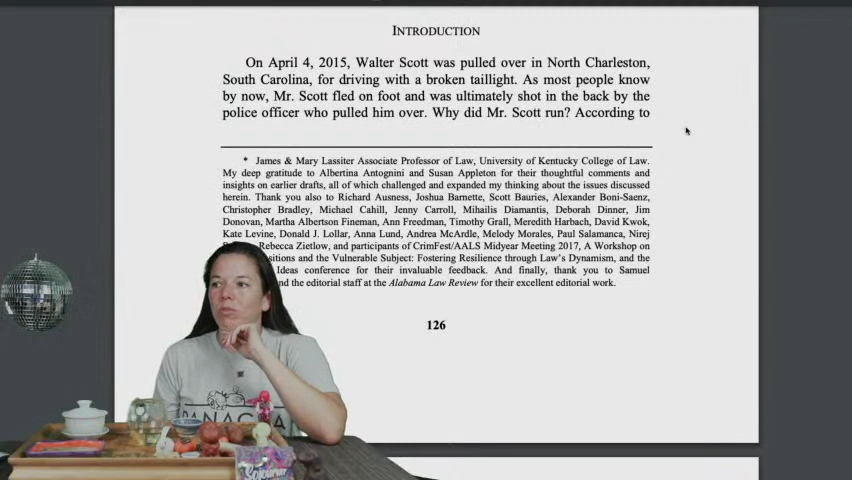 INTRODUCTION
On April 4, 2015, Walter Scott was pulled over in North Charleston,
South Carolina, for driving with a broken taillight. As most people know
by now, Mr. Scott fled on foot and was ultimately shot in the back by the
police officer who pulled him over. Why did Mr. Scott run? According to
* James & Mary Lassiter Associate Professor of Law, University of Kentucky College of Law.
My deep gratitude to Albertina Antognini and Susan Appleton for their thoughtful comments and
insights on earlier drafts, all of which challenged and expanded my thinking about the issues discussed
herein. Thank you also to Richard Ausness, Joshua Barnette, Scott Bauries, Alexander Boni-Saenz,
Christopher Bradley, Michael Cahill, Jenny Carroll, Mihailis Diamantis, Deborah Dinner, Jim
Donovan, Martha Albertson Fineman, Ann Freedman, Timothy Grall, Meredith Harbach, David Kwok,
Kate Levine, Donald J. Lollar, Anna Lund, Andrea McArdle, Melody Morales, Paul Salamanca, Nirej
Rebecca Zietlow, and participants of CrimFest/AALS Midyear Meeting 2017, A Workshop on
sitions and the Vulnerable Subject: Fostering Resilience through Law's Dynamism, and the
Ideas conference for their invaluable feedback. And finally, thank you to Samuel
nd the editorial staff at the Alabama Law Review for their excellent editorial work.
126